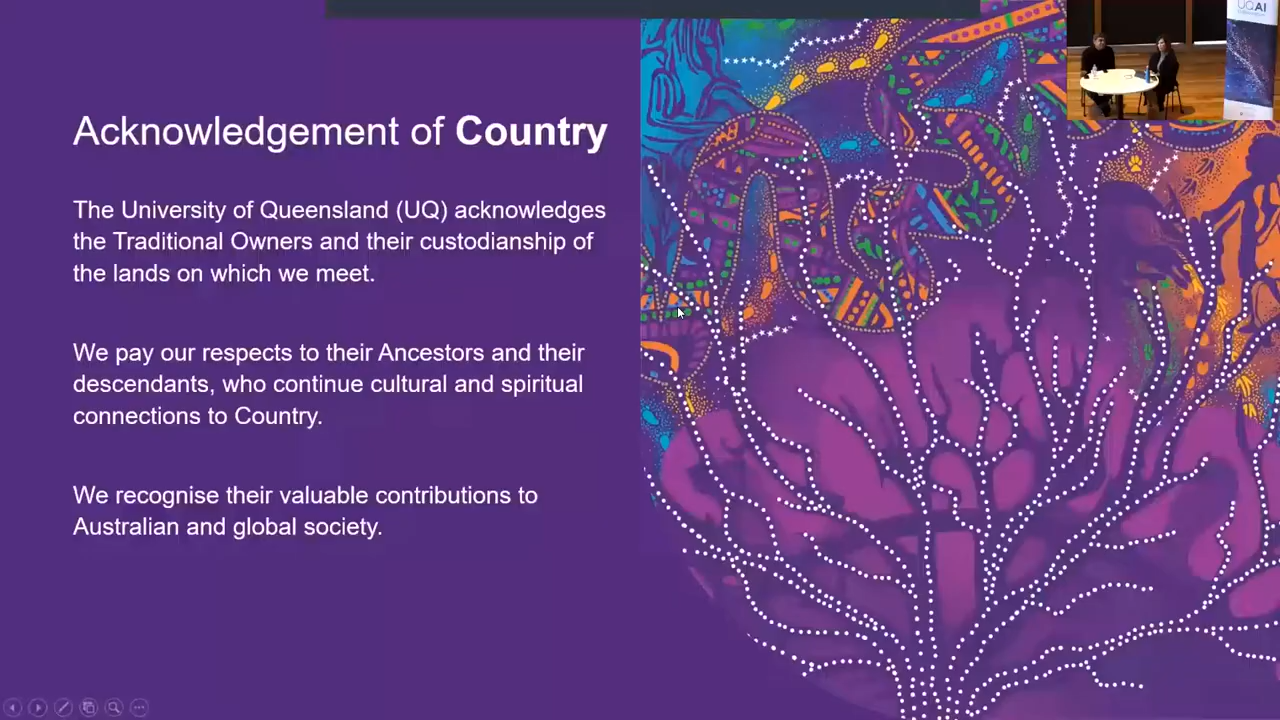 Acknowledgement of Country
The University of Queensland (UQ) acknowledges
the Traditional Owners and their custodianship of
the lands on which we meet.
We pay our respects to their Ancestors and their
descendants, who continue cultural and spiritual
connections to Country.
We recognise their valuable contributions to
Australian and global society.
UQAI